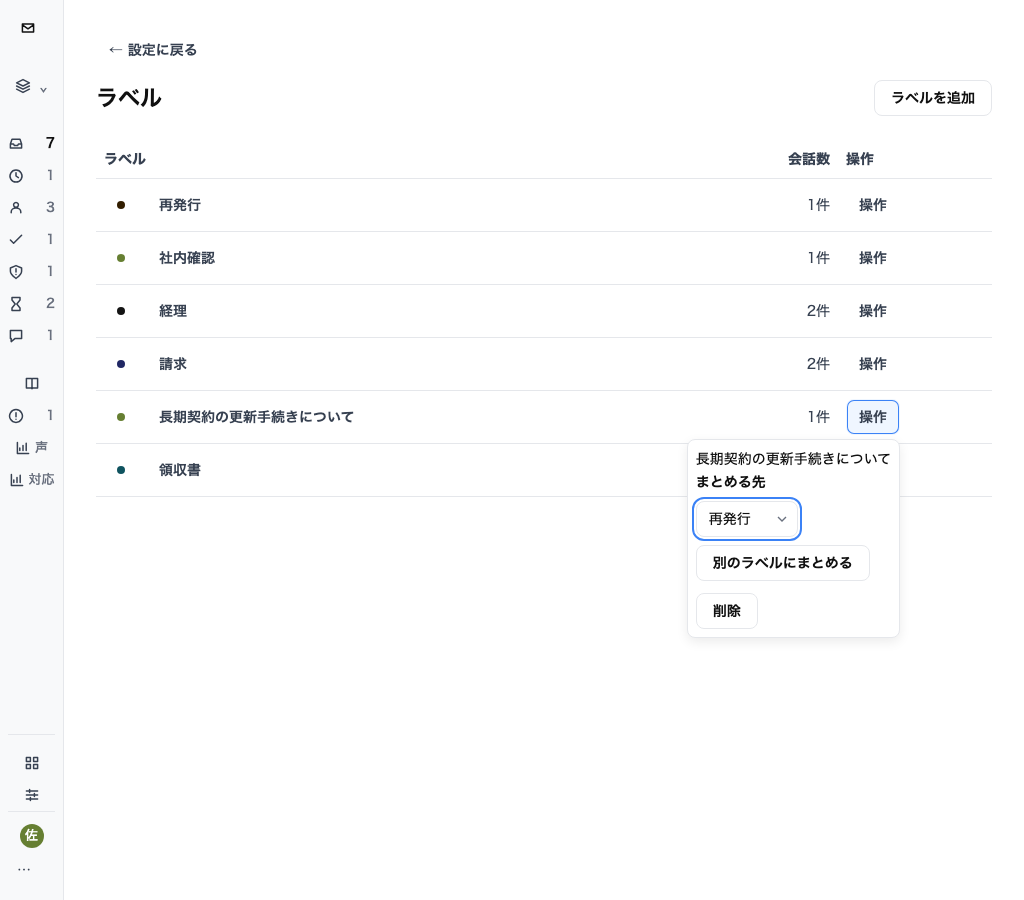 7
1
3
1
1
2
1
1
声
対応
佐
…
← 設定に戻る
ラベル
ラベルを追加
ラベル 会話数 操作
再発行 1件 操作
社内確認 1件 操作
経理 2件 操作
請求 2件 操作
長期契約の更新手続きについて 1件 操作
領収書
長期契約の更新手続きについて
まとめる先
再発行
別のラベルにまとめる
削除